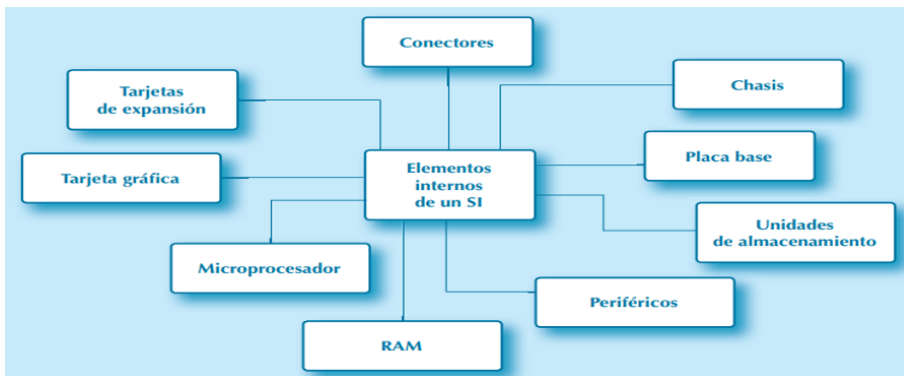 Conectores
Tarjetas
de expansión
Chasis
Elementos
internos
de un SI
Placa base
Tarjeta gráfica
Unidades
de almacenamiento
Microprocesador
Periféricos
RAM